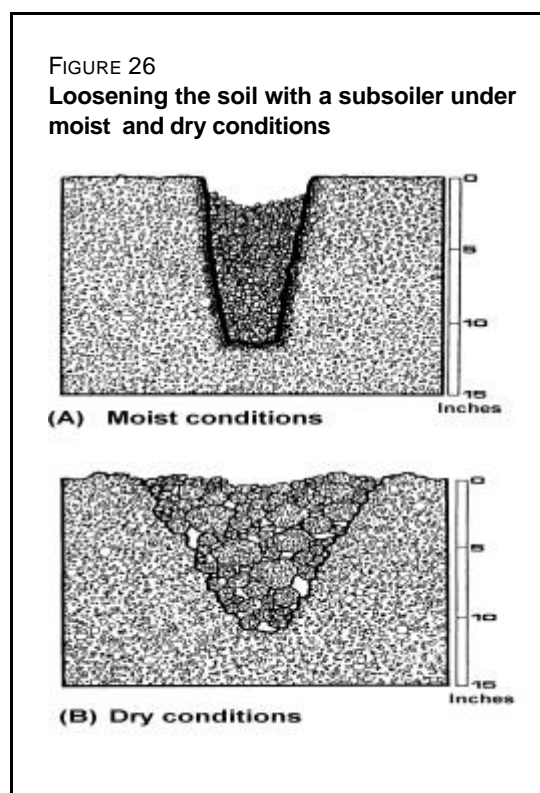 FIGURE 26
Loosening the soil with a subsoiler under
moist and dry conditions
0
5
10
15
Inches
(A) Moist conditions
0
5
10
15
Inches
(B) Dry conditions